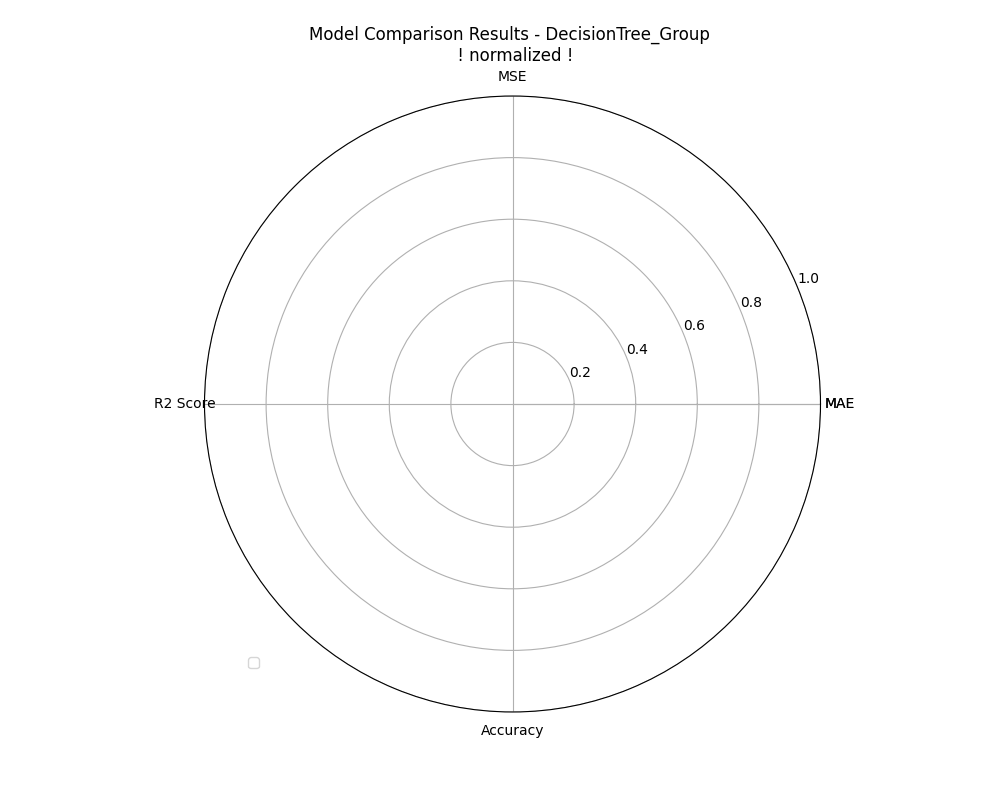 Model Comparison Results - DecisionTree_Group
! normalized !
MSE
1.0
0.8
0.6
0.4
0.2
R2 Score
MAE
Accuracy